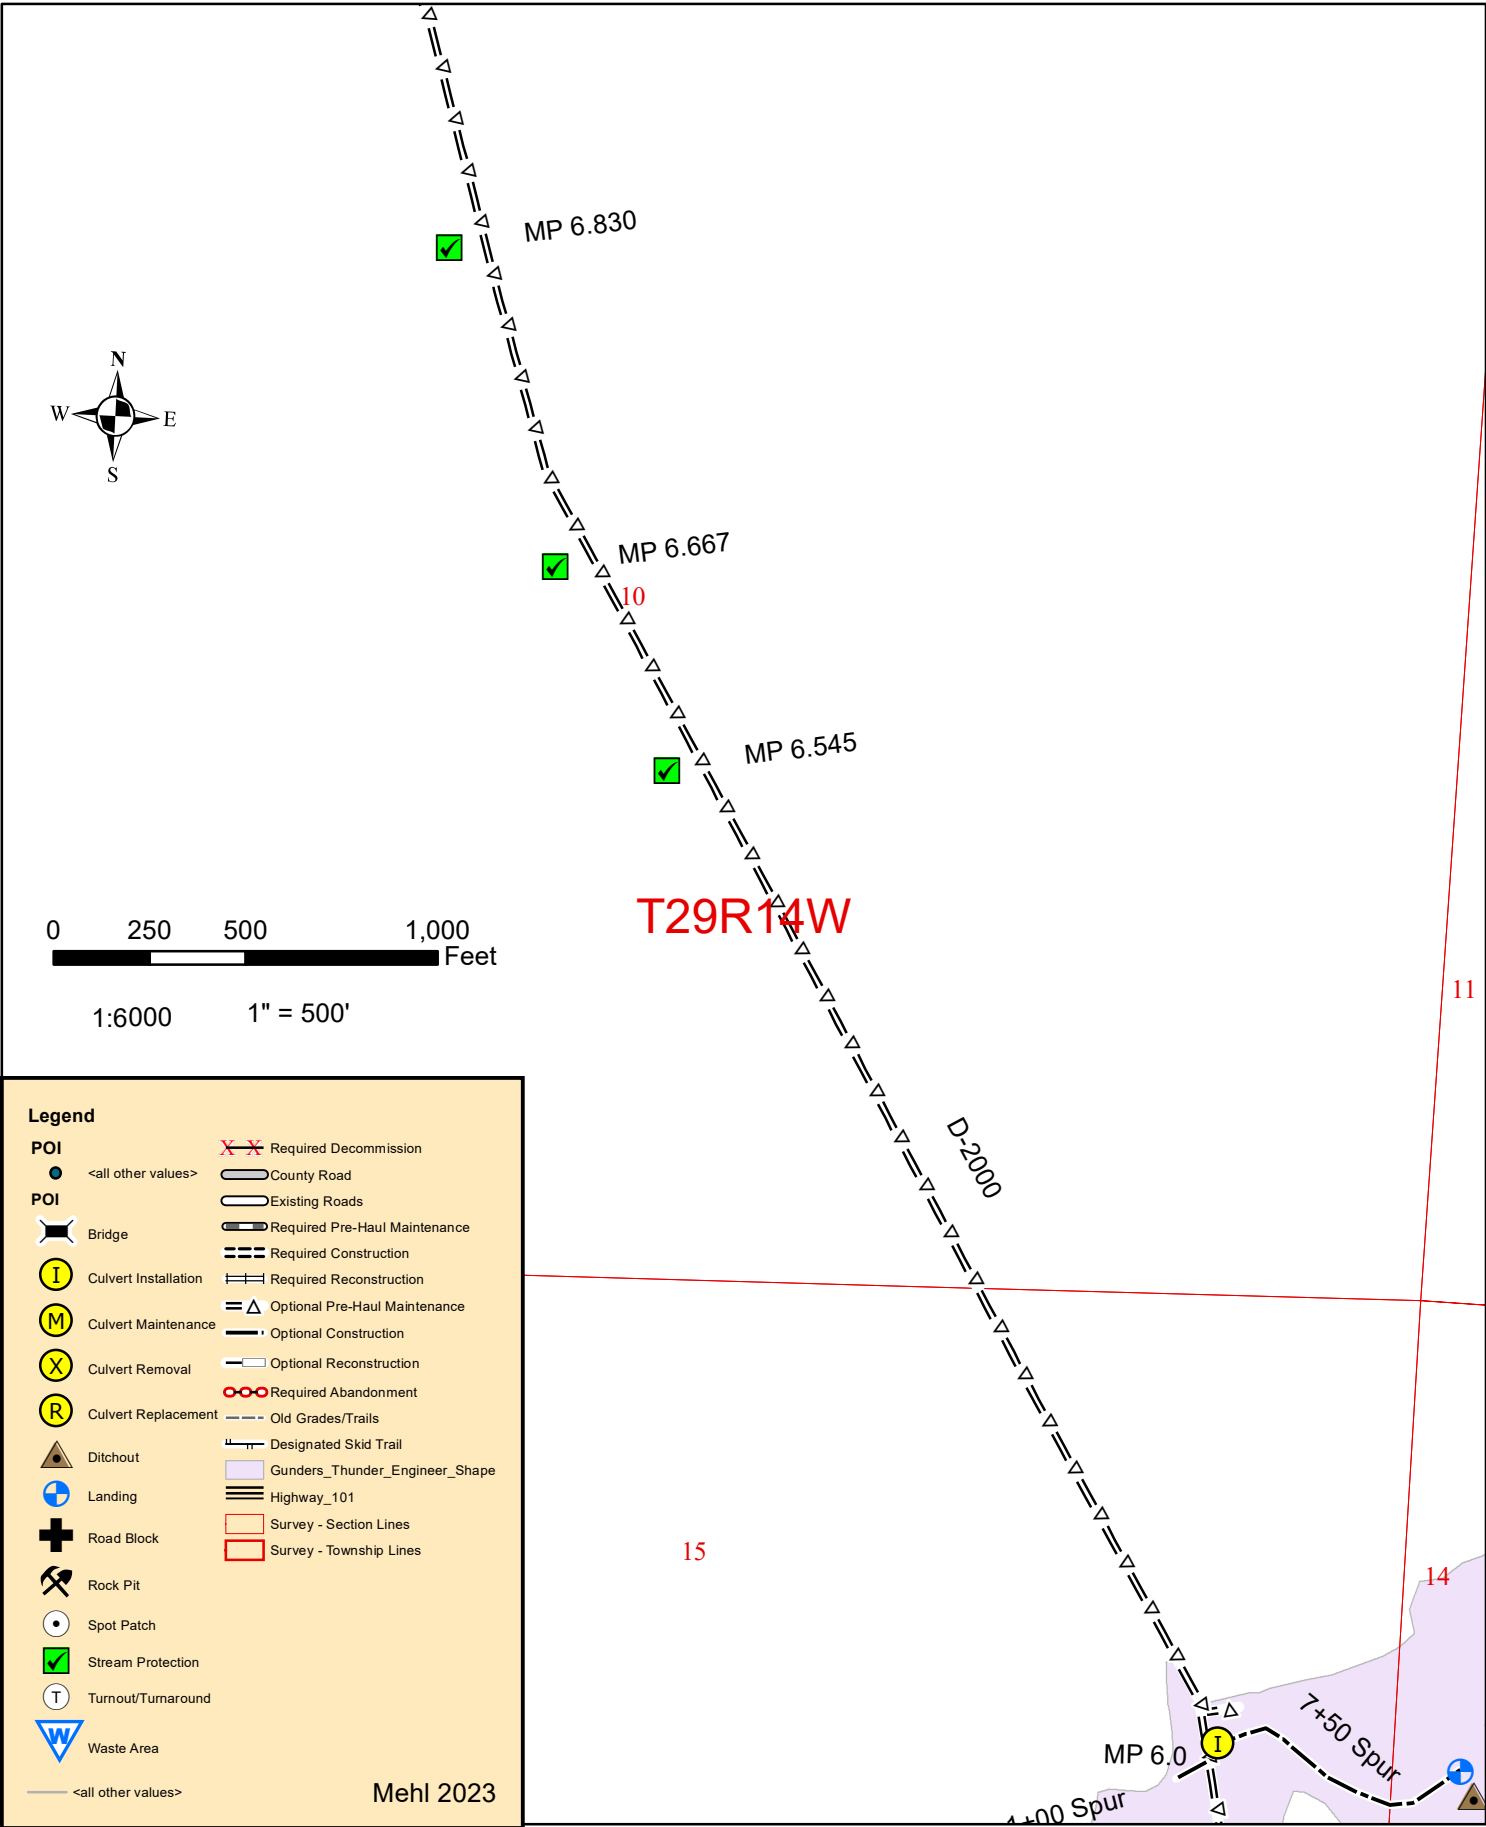 MP 6.830
N
W E
S
MP 6.667
10
MP 6.545
T29R14W
0 250 500 1,000
Feet
1:6000 1" = 500'
11
D-2000
Legend
POI
<all other values>
POI
Bridge
I Culvert Installation
M Culvert Maintenance
X Culvert Removal
R Culvert Replacement
Ditchout
Landing
Road Block
Rock Pit
Spot Patch
Stream Protection
T Turnout/Turnaround
W Waste Area
<all other values>
X X Required Decommission
County Road
Existing Roads
Required Pre-Haul Maintenance
Required Construction
Required Reconstruction
Optional Pre-Haul Maintenance
Optional Construction
Optional Reconstruction
Required Abandonment
Old Grades/Trails
Designated Skid Trail
Gunders_Thunder_Engineer_Shape
Highway_101
Survey - Section Lines
Survey - Township Lines
Mehl 2023
15
14
7+50 Spur
MP 6.0
I
+00 Spur